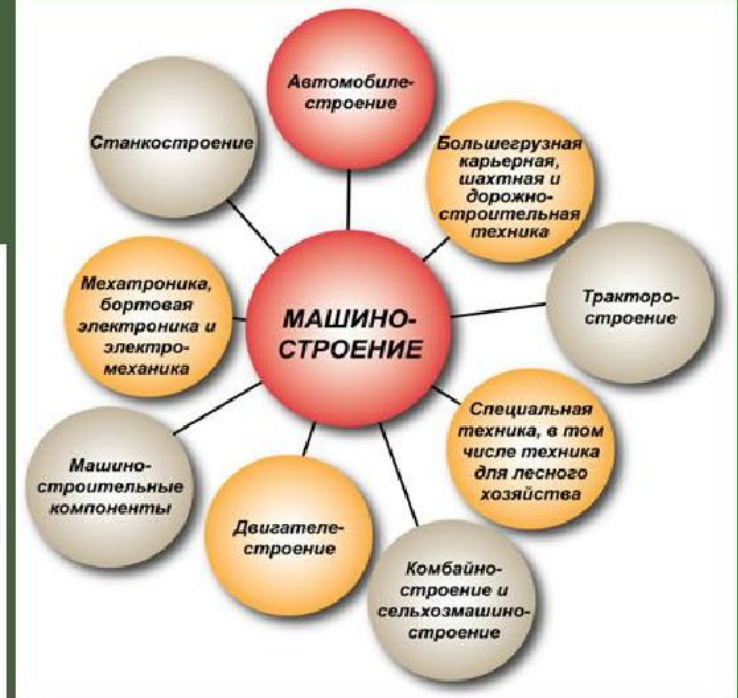 Автомобиле-
строение
Станкостроение
Большегрузная
карьерная,
шахтная и
дорожно-
строительная
техника
Мехатроника,
бортовая
электроника и
электро-
механика
МАШИНО-
СТРОЕНИЕ
Тракторо-
строение
Специальная
техника, в том
числе техника
для лесного
хозяйства
Машино-
строительные
компоненты
Двигателе-
строение
Комбайно-
строение и
сельхозмашино-
строение